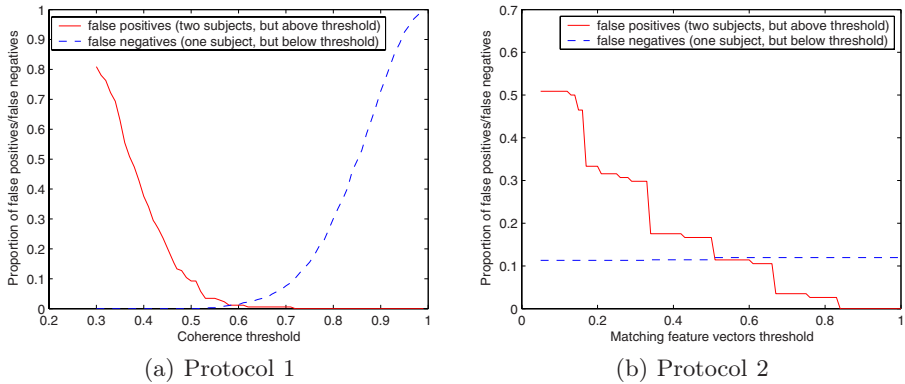 false positives (two subjects, but above threshold)
false negatives (one subject, but below threshold)
Proportion of false positives/false negatives
1
0.9
0.8
0.7
0.6
0.5
0.4
0.3
0.2
0.1
0
0.2 0.3 0.4 0.5 0.6 0.7 0.8 0.9 1
Coherence threshold
(a) Protocol 1
false positives (two subjects, but above threshold)
false negatives (one subject, but below threshold)
Proportion of false positives/false negatives
0.7
0.6
0.5
0.4
0.3
0.2
0.1
0
0 0.2 0.4 0.6 0.8 1
Matching feature vectors threshold
(b) Protocol 2